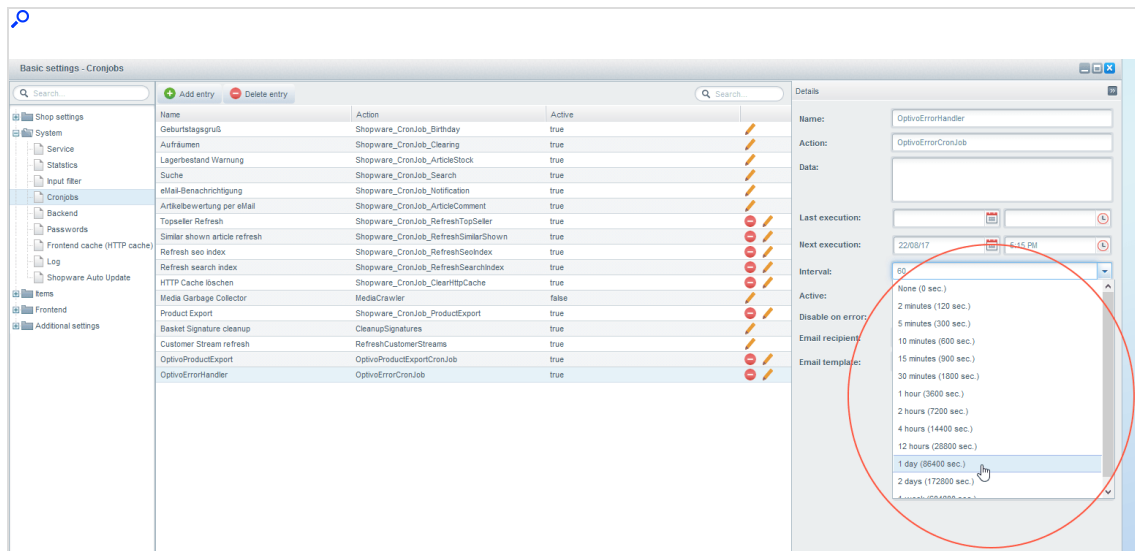 Basic settings - Cronjobs
Search...
Shop settings
System
Service
Statstics
Input filter
Cronjobs
Backend
Passwords
Frontend cache (HTTP cache)
Log
Shopware Auto Update
Items
Frontend
Additional settings
Add entry Delete entry Search...
Name Action Active
Geburtstagsgruß Shopware_CronJob_Birthday true
Aufräumen Shopware_CronJob_Clearing true
Lagerbestand Warnung Shopware_CronJob_ArticleStock true
Suche Shopware_CronJob_Search true
eMail-Benachrichtigung Shopware_CronJob_Notification true
Artikelbewertung per eMail Shopware_CronJob_ArticleComment true
Topseller Refresh Shopware_CronJob_RefreshTopSeller true
Similar shown article refresh Shopware_CronJob_RefreshSimilarShown true
Refresh seo index Shopware_CronJob_RefreshSeoIndex true
Refresh search index Shopware_CronJob_RefreshSearchIndex true
HTTP Cache löschen Shopware_CronJob_ClearHttpCache true
Media Garbage Collector MediaCrawler false
Product Export Shopware_CronJob_ProductExport true
Basket Signature cleanup CleanupSignatures true
Customer Stream refresh RefreshCustomerStreams true
OptivoProductExport OptivoProductExportCronJob true
OptivoErrorHandler OptivoErrorCronJob true
Details
Name: OptivoErrorHandler
Action: OptivoErrorCronJob
Data:
Last execution:
Next execution: 22/08/17 5:15 PM
Interval: 60
Active:
Disable on error:
Email recipient:
Email template:
None (0 sec.)
2 minutes (120 sec.)
5 minutes (300 sec.)
10 minutes (600 sec.)
15 minutes (900 sec.)
30 minutes (1800 sec.)
1 hour (3600 sec.)
2 hours (7200 sec.)
4 hours (14400 sec.)
12 hours (28800 sec.)
1 day (86400 sec.)
2 days (172800 sec.)